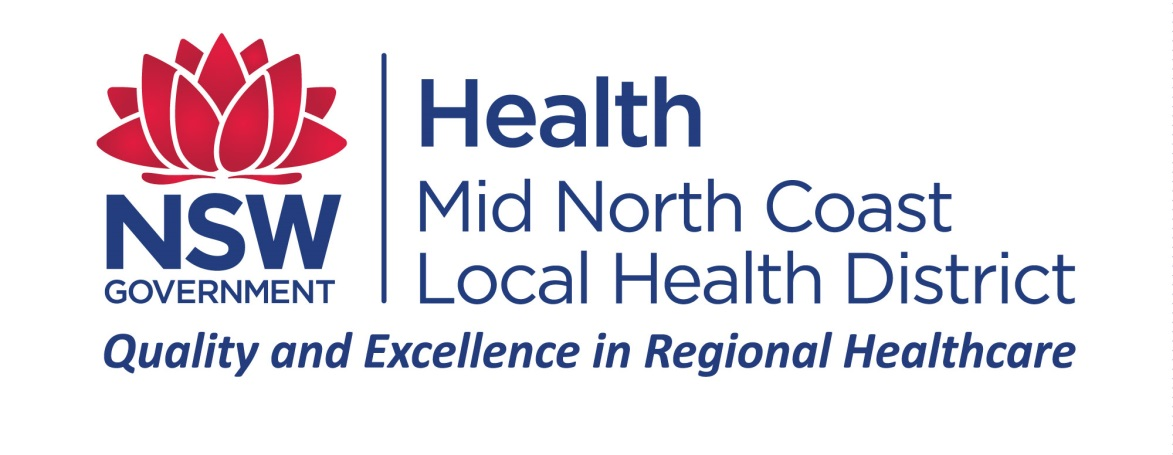 NSW
GOVERNMENT
Health
Mid North Coast
Local Health District
Quality and Excellence in Regional Healthcare